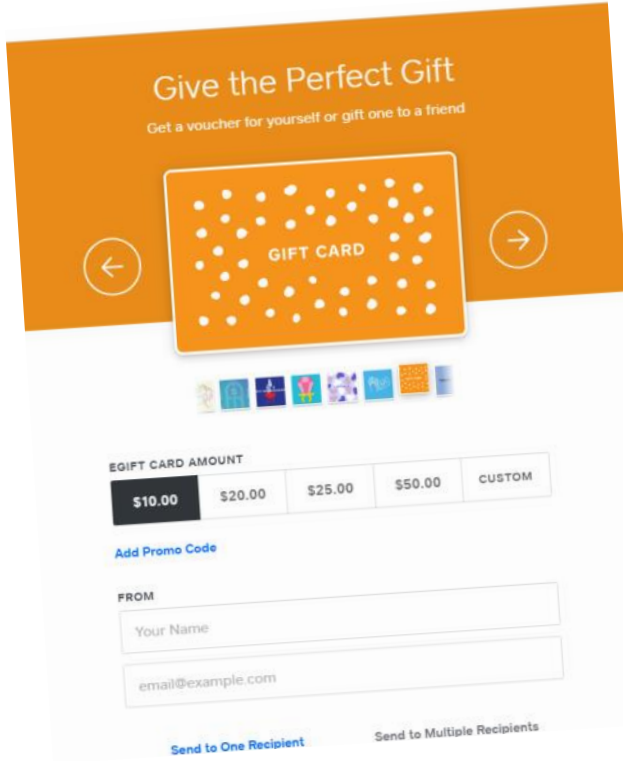 Give the Perfect Gift
Get a voucher for yourself or gift one to a friend
GIFT CARD
EGIFT CARD AMOUNT
$10.00 $20.00 $25.00 $50.00 CUSTOM
Add Promo Code
FROM
Your Name
email@example.com
Send to One Recipient Send to Multiple Recipients